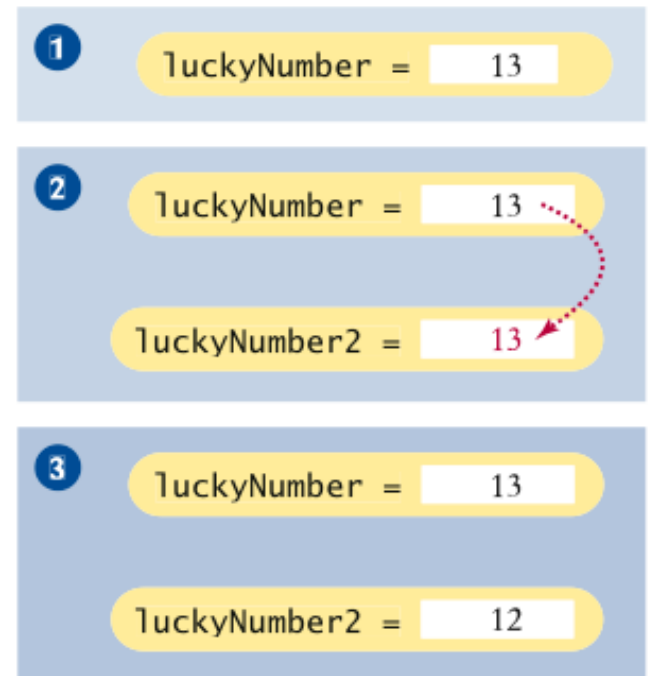 1
luckyNumber = 13
2
luckyNumber = 13
luckyNumber2 = 13
3
luckyNumber = 13
luckyNumber2 = 12